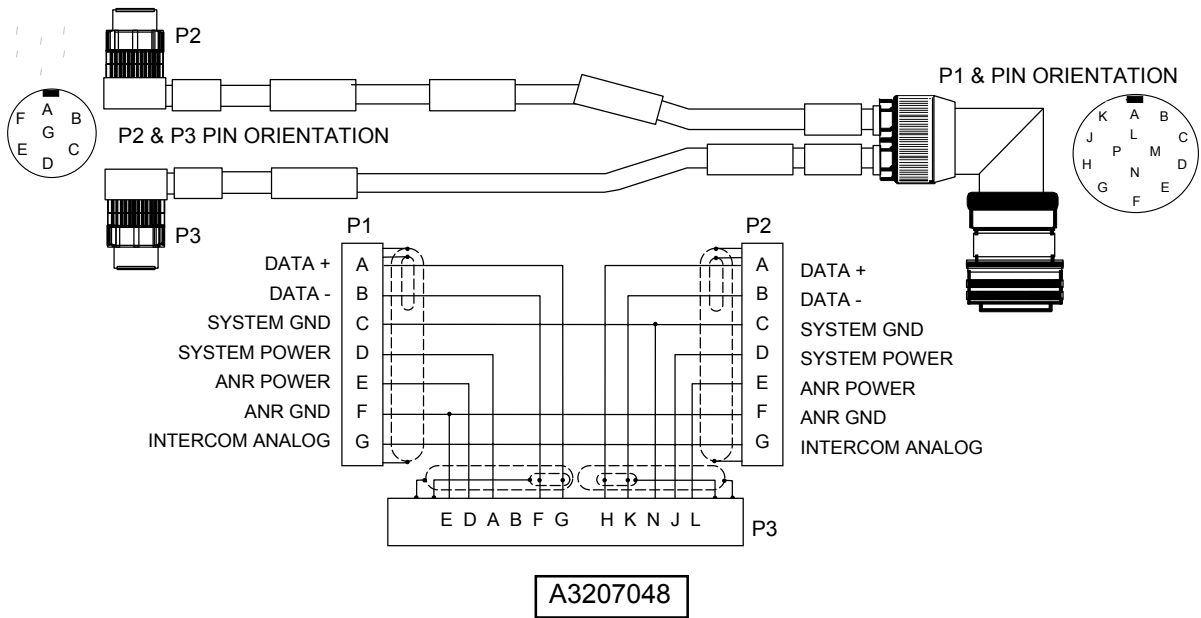 P2
P1 & PIN ORIENTATION
A
F
B
G
E
C
D
P2 & P3 PIN ORIENTATION
K
A
B
J
L
C
P
M
H
D
N
G
E
F
P3
P1
P2
DATA +
A
A
DATA +
DATA -
B
B
DATA -
SYSTEM GND
C
C
SYSTEM GND
SYSTEM POWER
D
D
SYSTEM POWER
ANR POWER
E
E
ANR POWER
ANR GND
F
F
ANR GND
INTERCOM ANALOG
G
G
INTERCOM ANALOG
E D A B F G H K N J L
P3
A3207048